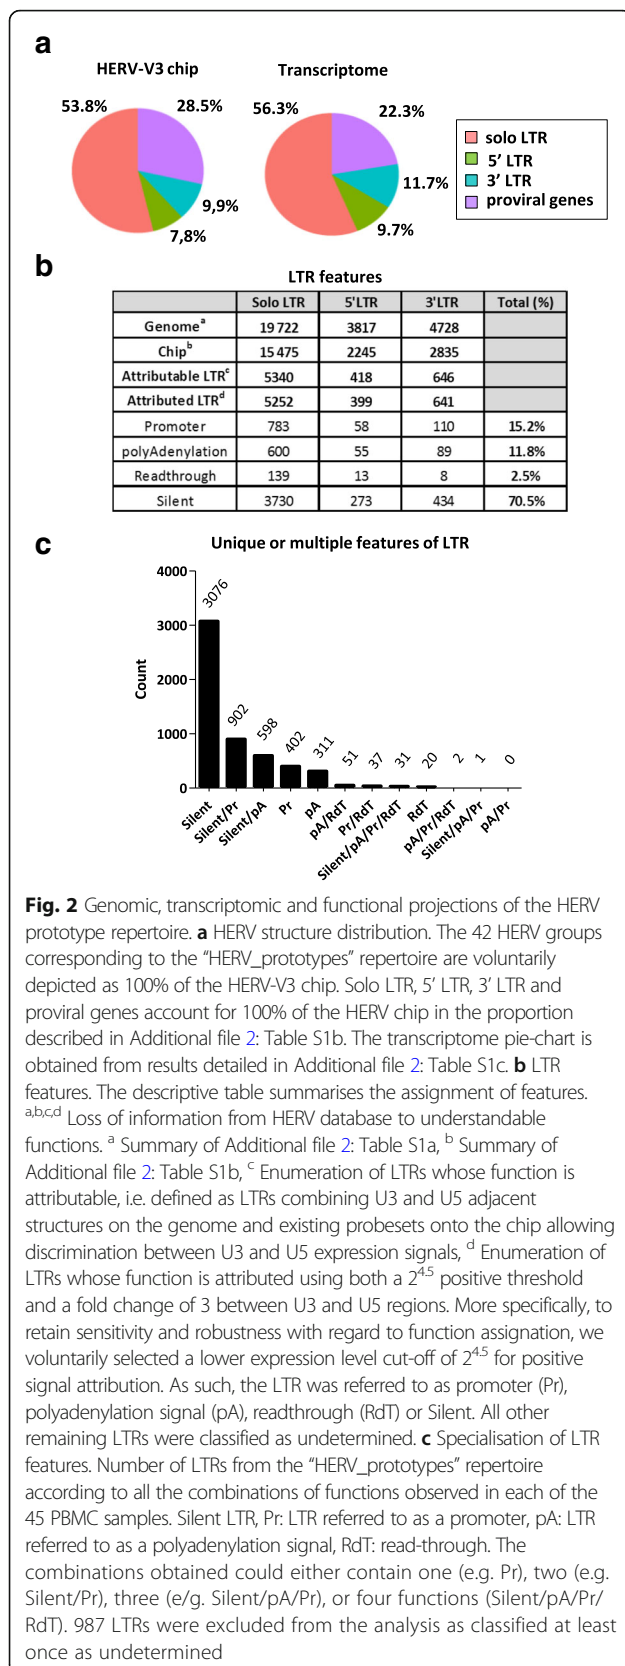 a
HERV-V3 chip
Transcriptome
53.8%
28.5%
9,9%
7,8%
56.3%
22.3%
11.7%
9.7%
solo LTR
5' LTR
3' LTR
proviral genes
b
LTR features
Solo LTR 5'LTR 3'LTR Total (%)
Genome^a 19 722 3817 4728
Chip^b 15 475 2245 2835
Attributable LTR^c 5340 418 646
Attributed LTR^d 5252 399 641
Promoter 783 58 110 15.2%
polyAdenylation 600 55 89 11.8%
Readthrough 139 13 8 2.5%
Silent 3730 273 434 70.5%
c
Unique or multiple features of LTR
Count
4000
3000
2000
1000
0
3076 902 598 402 311 51 37 31 20 2 1 0
Silent Silent/Pr Silent/pA Pr pA pA/RdT Pr/RdT Silent/pA/Pr/RdT RdT pA/Pr/RdT Silent/pA/Pr pA/Pr
Fig. 2 Genomic, transcriptomic and functional projections of the HERV
prototype repertoire. a HERV structure distribution. The 42 HERV groups
corresponding to the “HERV_prototypes” repertoire are voluntarily
depicted as 100% of the HERV-V3 chip. Solo LTR, 5’ LTR, 3’ LTR and
proviral genes account for 100% of the HERV chip in the proportion
described in Additional file 2: Table S1b. The transcriptome pie-chart is
obtained from results detailed in Additional file 2: Table S1c. b LTR
features. The descriptive table summarises the assignment of features.
a,b,c,d Loss of information from HERV database to understandable
functions. a Summary of Additional file 2: Table S1a, b Summary of
Additional file 2: Table S1b, c Enumeration of LTRs whose function is
attributable, i.e. defined as LTRs combining U3 and U5 adjacent
structures on the genome and existing probesets onto the chip allowing
discrimination between U3 and U5 expression signals, d Enumeration of
LTRs whose function is attributed using both a 2^4.5 positive threshold
and a fold change of 3 between U3 and U5 regions. More specifically, to
retain sensitivity and robustness with regard to function assignation, we
voluntarily selected a lower expression level cut-off of 2^4.5 for positive
signal attribution. As such, the LTR was referred to as promoter (Pr),
polyadenylation signal (pA), readthrough (RdT) or Silent. All other
remaining LTRs were classified as undetermined. c Specialisation of LTR
features. Number of LTRs from the “HERV_prototypes” repertoire
according to all the combinations of functions observed in each of the
45 PBMC samples. Silent LTR, Pr: LTR referred to as a promoter, pA: LTR
referred to as a polyadenylation signal, RdT: read-through. The
combinations obtained could either contain one (e.g. Pr), two (e.g.
Silent/Pr), three (e/g. Silent/pA/Pr), or four functions (Silent/pA/Pr/
RdT). 987 LTRs were excluded from the analysis as classified at least
once as undetermined